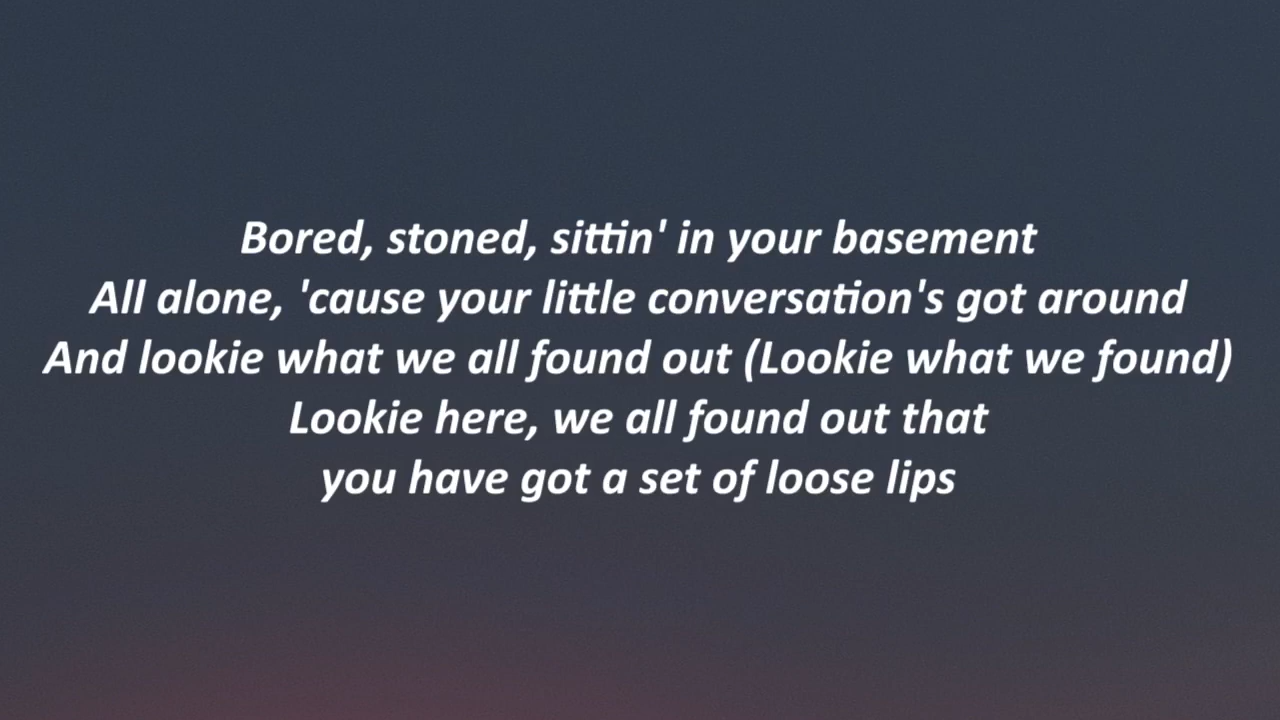 Bored, stoned, sittin' in your basement
All alone, 'cause your little conversation's got around
And lookie what we all found out (Lookie what we found)
Lookie here, we all found out that
you have got a set of loose lips